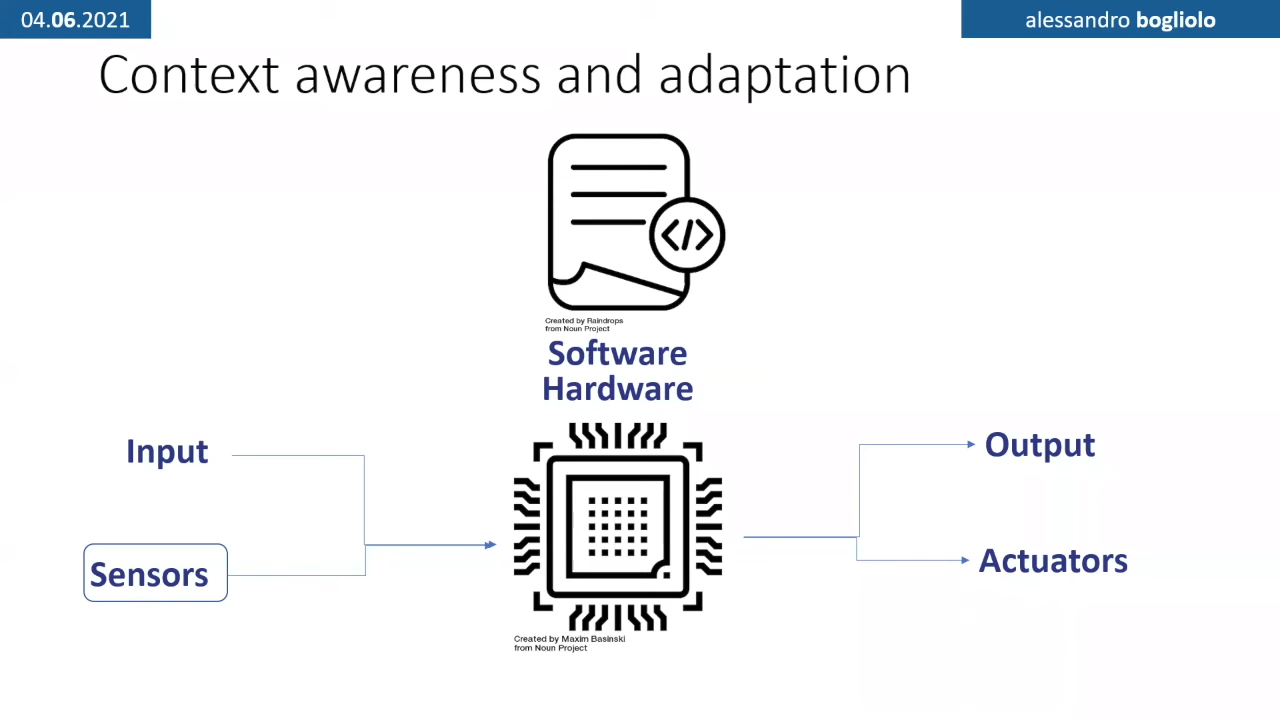 04.06.2021
alessandro bogliolo
Context awareness and adaptation
</>
Created by Raindrops
from Noun Project
Software
Hardware
Input
Output
Sensors
Actuators
Created by Maxim Basinski
from Noun Project